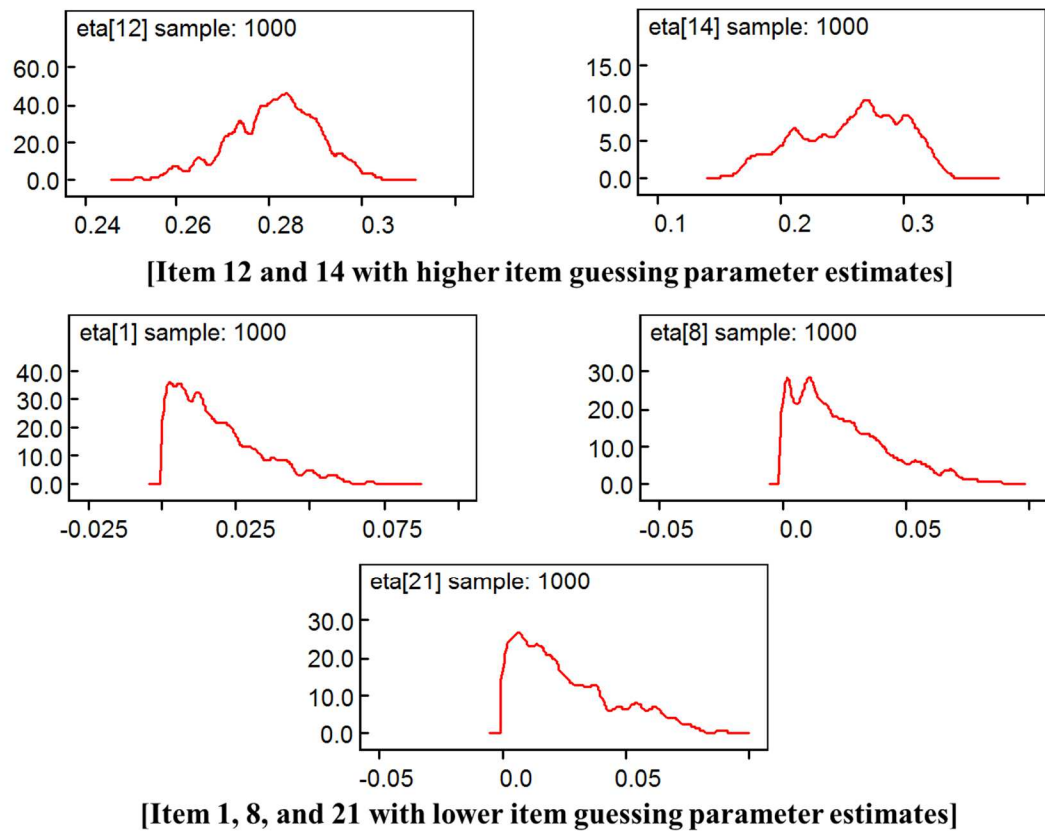 eta[12] sample: 1000
60.0
40.0
20.0
0.0
0.24 0.26 0.28 0.3
eta[14] sample: 1000
15.0
10.0
5.0
0.0
0.1 0.2 0.3
[Item 12 and 14 with higher item guessing parameter estimates]
eta[1] sample: 1000
40.0
30.0
20.0
10.0
0.0
-0.025 0.025 0.075
eta[8] sample: 1000
30.0
20.0
10.0
0.0
-0.05 0.0 0.05
eta[21] sample: 1000
30.0
20.0
10.0
0.0
-0.05 0.0 0.05
[Item 1, 8, and 21 with lower item guessing parameter estimates]